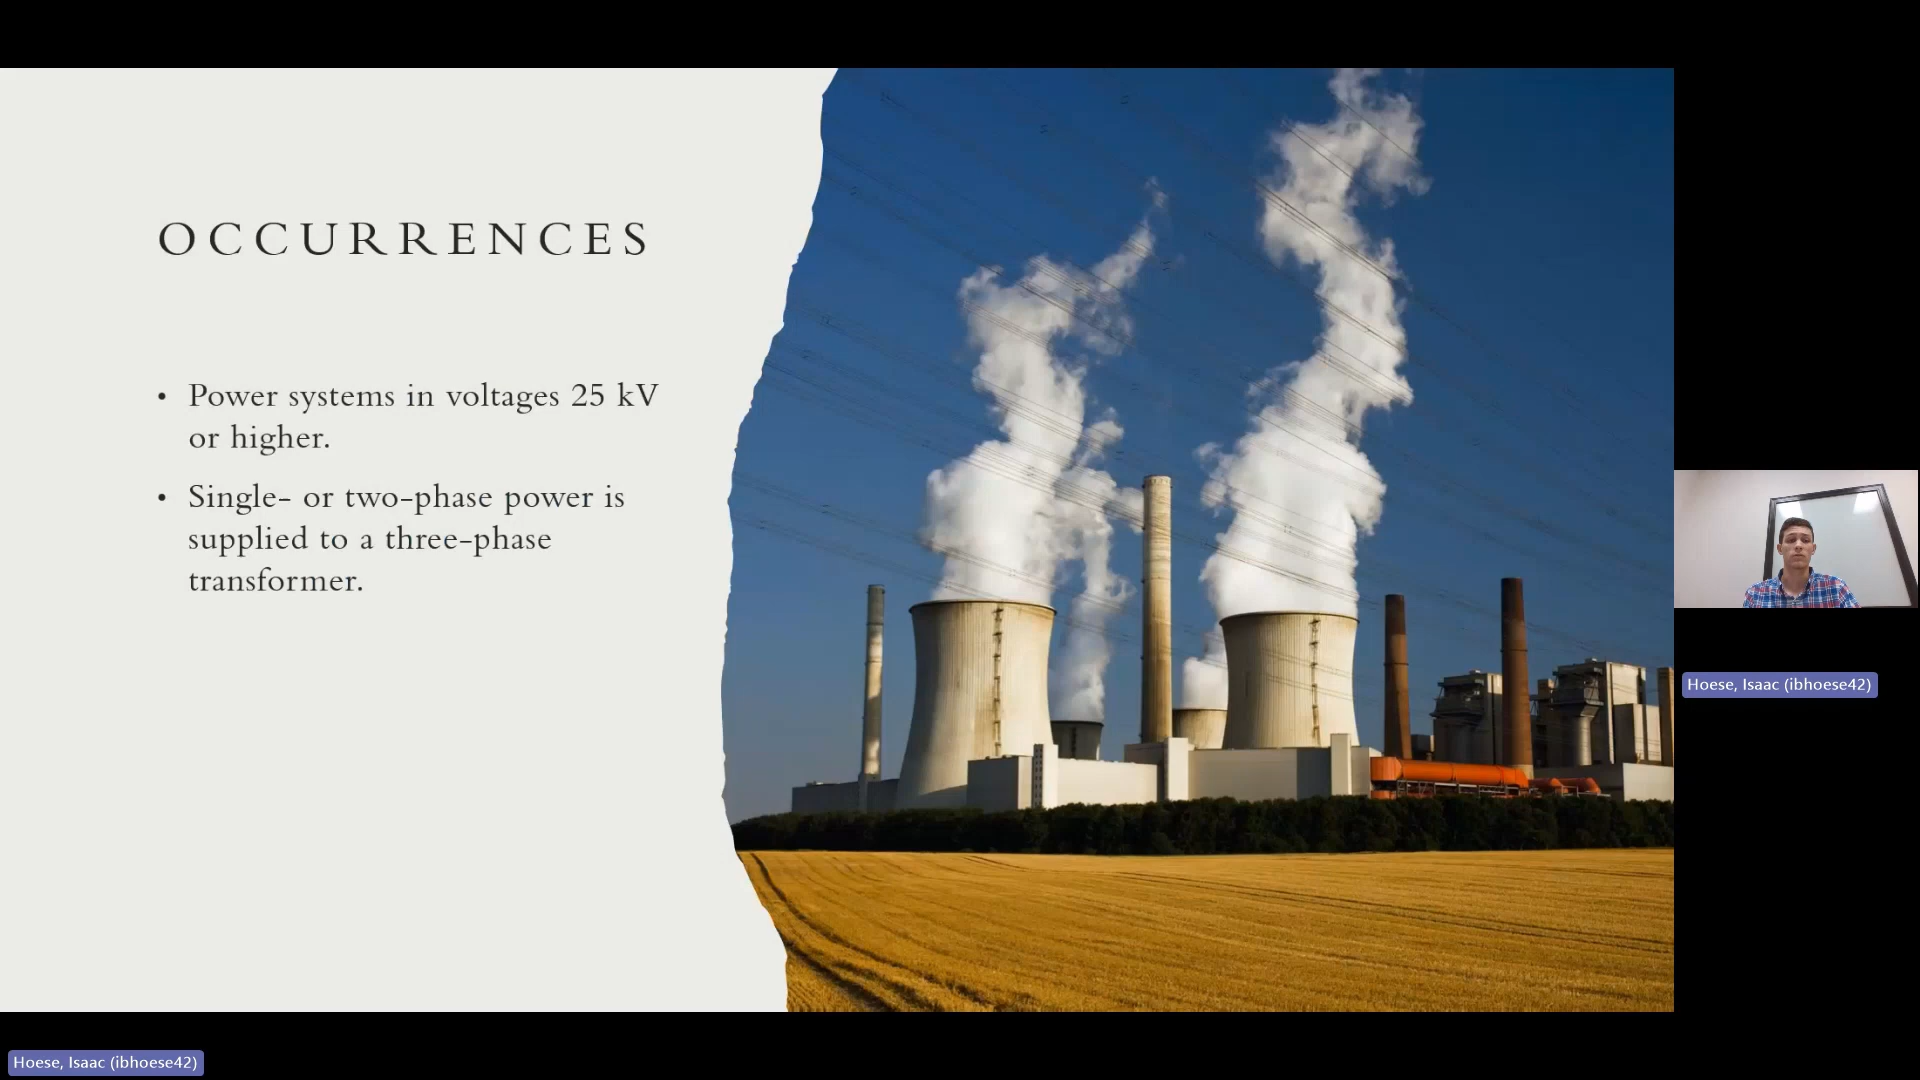 OCCURRENCES
• Power systems in voltages 25 kV
or higher.
• Single- or two-phase power is
supplied to a three-phase
transformer.
Hoese, Isaac (ibhoese42)
Hoese, Isaac (ibhoese42)